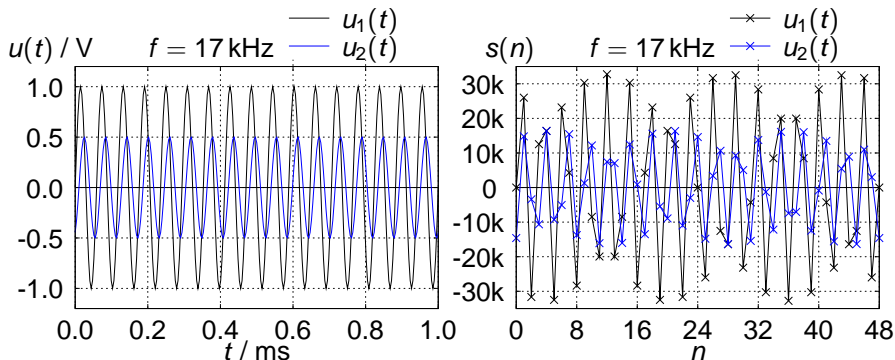 u₁(t)
u(t) / V f = 17 kHz u₂(t)
1.0
0.5
0.0
-0.5
-1.0
0.0 0.2 0.4 0.6 0.8 1.0
t / ms
u₁(t)
s(n) f = 17 kHz u₂(t)
30k
20k
10k
0
-10k
-20k
-30k
0 8 16 24 32 40 48
n